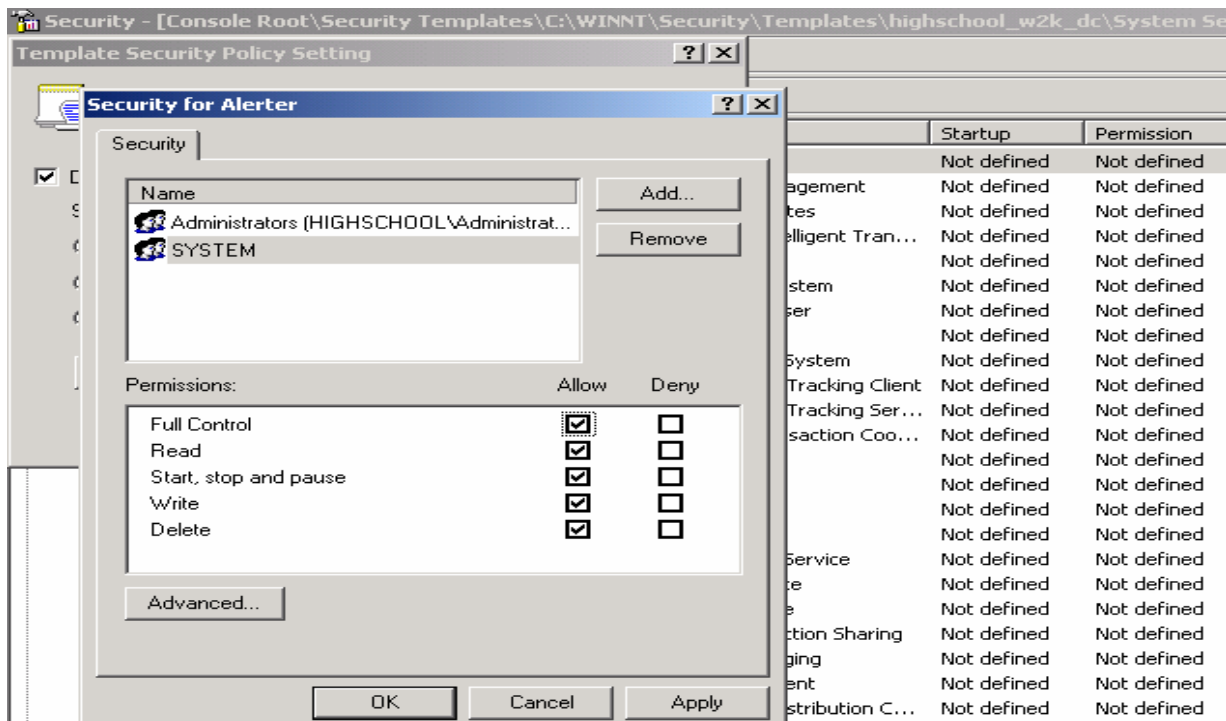 Security - [Console Root\Security Templates\C:\WINNT\Security\Templates\highschool_w2k_dc\System Se
Template Security Policy Setting
Security for Alerter
Security
Name
Administrators (HIGHSCHOOL\Administrat...
SYSTEM
Add...
Remove
Permissions:
Allow
Deny
Full Control
Read
Start, stop and pause
Write
Delete
Advanced...
OK
Cancel
Apply
Startup Permission
Not defined Not defined
agement Not defined Not defined
tes Not defined Not defined
elligent Tran... Not defined Not defined
Not defined Not defined
stem Not defined Not defined
ser Not defined Not defined
Not defined Not defined
System Not defined Not defined
Tracking Client Not defined Not defined
Tracking Ser... Not defined Not defined
saction Coo... Not defined Not defined
Not defined Not defined
Not defined Not defined
Not defined Not defined
Not defined Not defined
Service Not defined Not defined
ce Not defined Not defined
e Not defined Not defined
ction Sharing Not defined Not defined
ging Not defined Not defined
ent Not defined Not defined
stribution C... Not defined Not defined